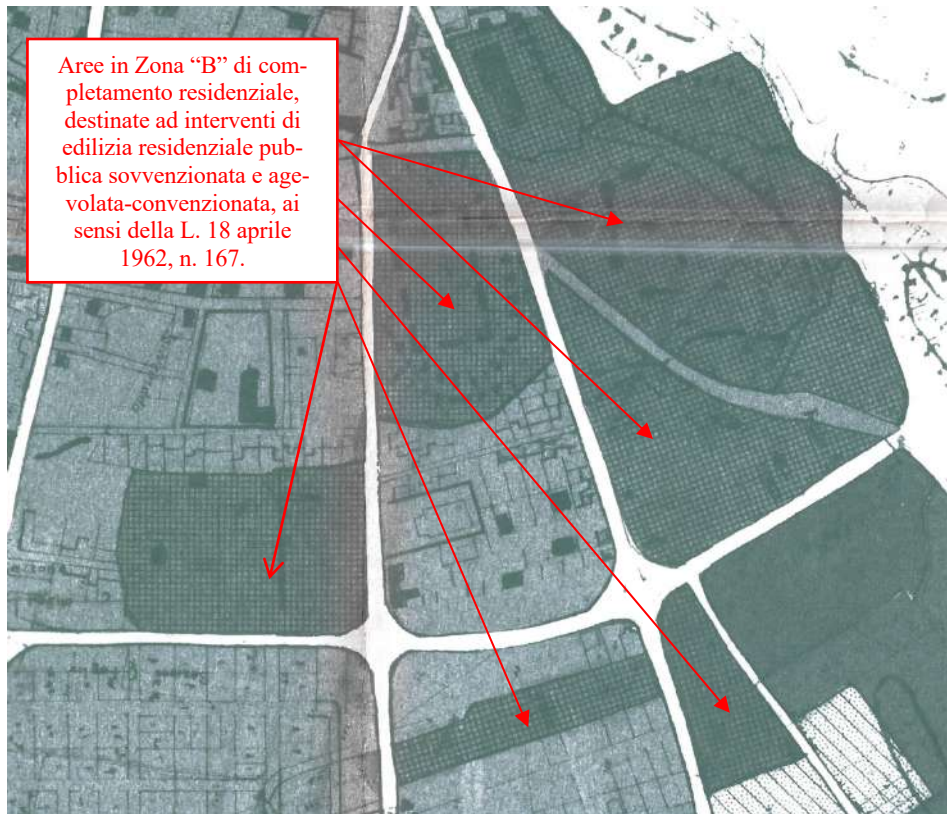 Aree in Zona “B” di com-
pletamento residenziale,
destinate ad interventi di
edilizia residenziale pub-
blica sovvenzionata e age-
volata-convenzionata, ai
sensi della L. 18 aprile
1962, n. 167.